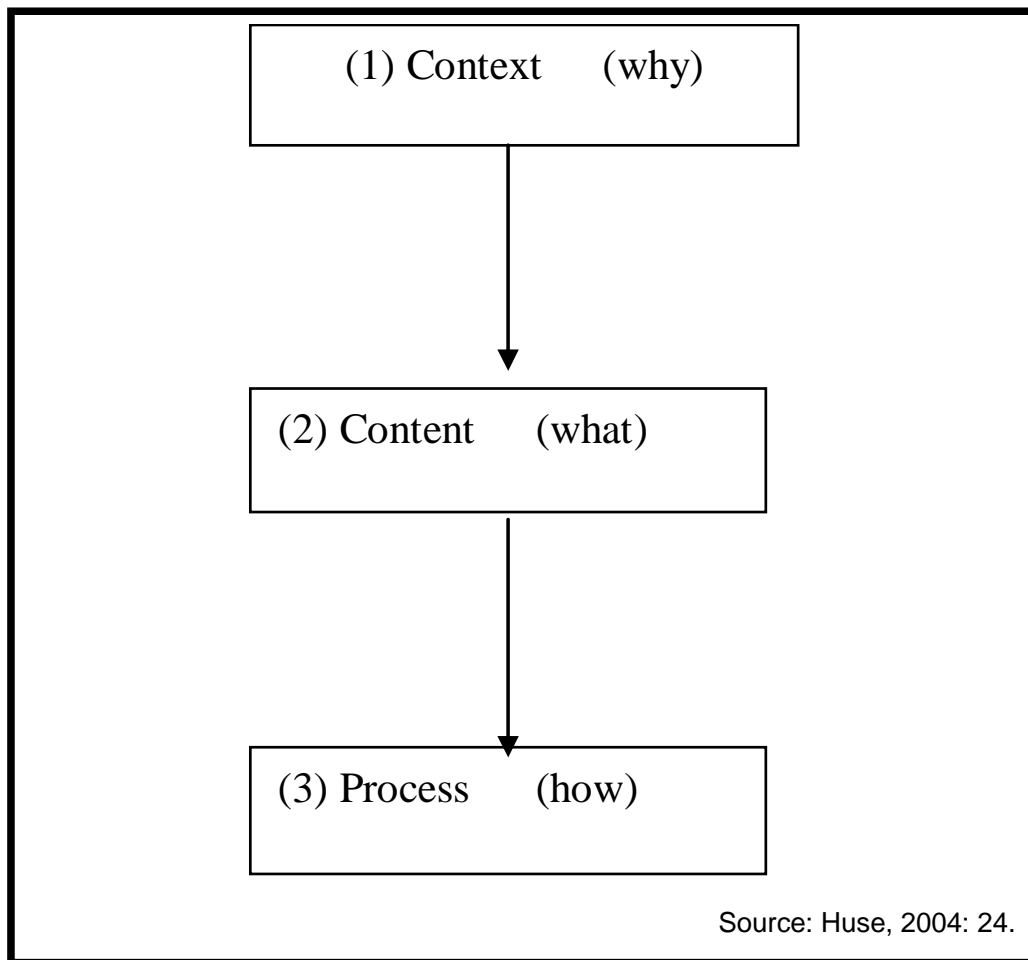 (1) Context (why)
(2) Content (what)
(3) Process (how)
Source: Huse, 2004: 24.